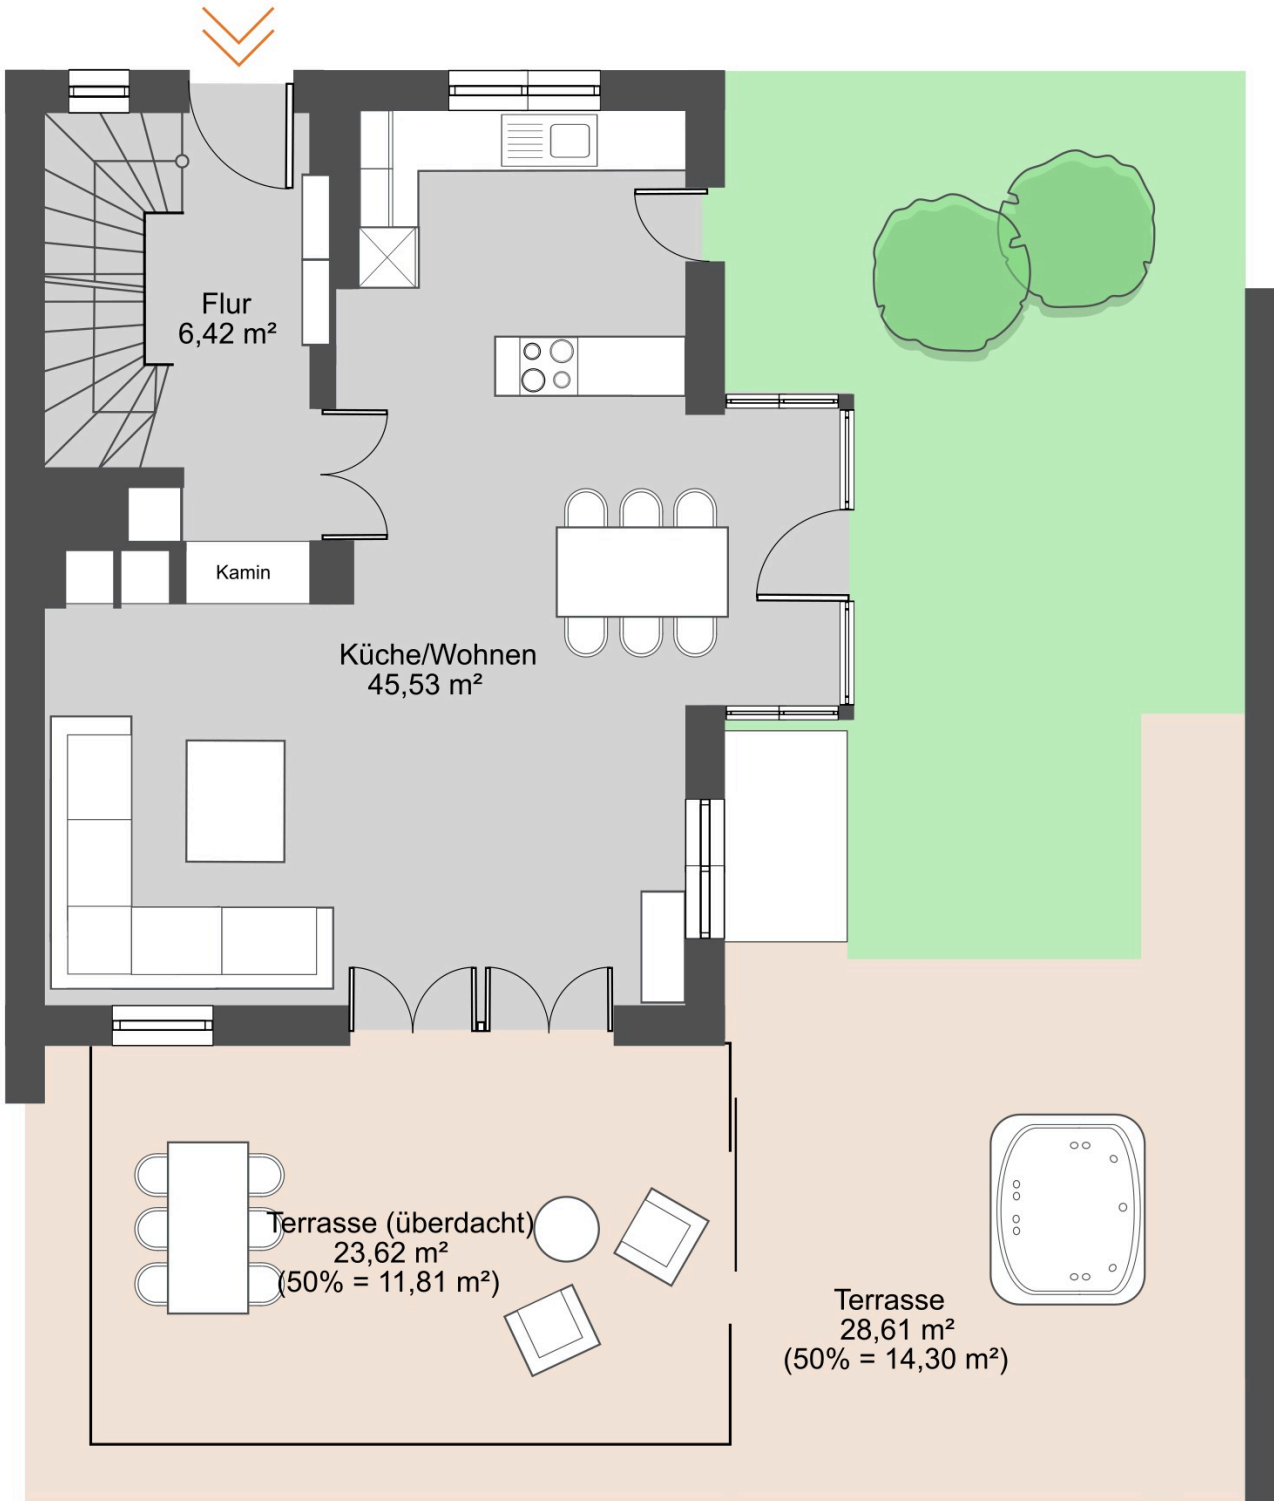 Flur
6,42 m²
Kamin
Küche/Wohnen
45,53 m²
Terrasse (überdacht)
23,62 m²
(50% = 11,81 m²)
Terrasse
28,61 m²
(50% = 14,30 m²)